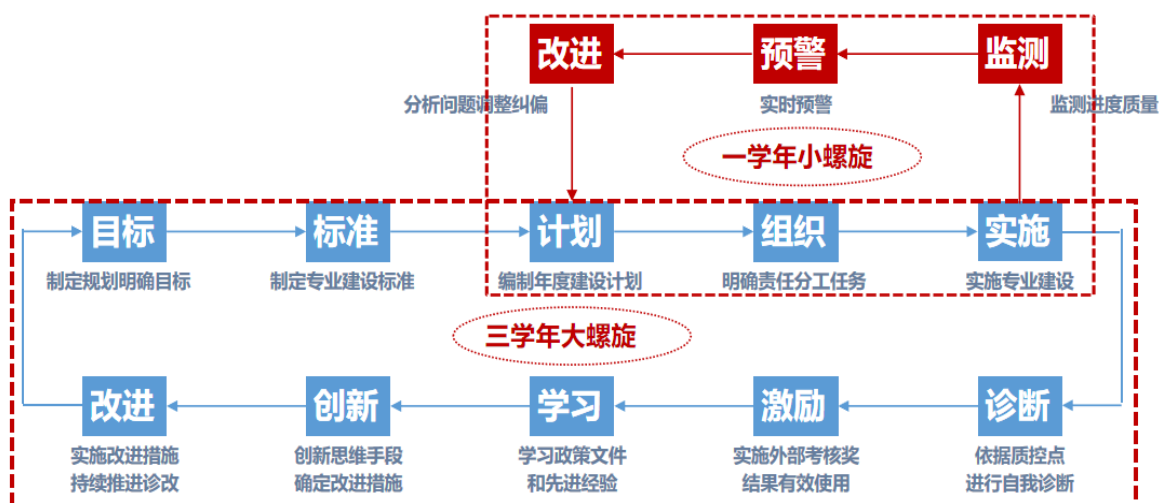 改进
预警
监测
分析问题调整纠偏
实时预警
监测进度质量
一学年小螺旋
目标
标准
计划
组织
实施
制定规划明确目标
制定专业建设标准
编制年度建设计划
明确责任分工任务
实施专业建设
三学年大螺旋
改进
创新
学习
激励
诊断
实施改进措施
持续推进诊改
创新思维手段
确定改进措施
学习政策文件
和先进经验
实施外部考核奖
结果有效使用
依据质控点
进行自我诊断